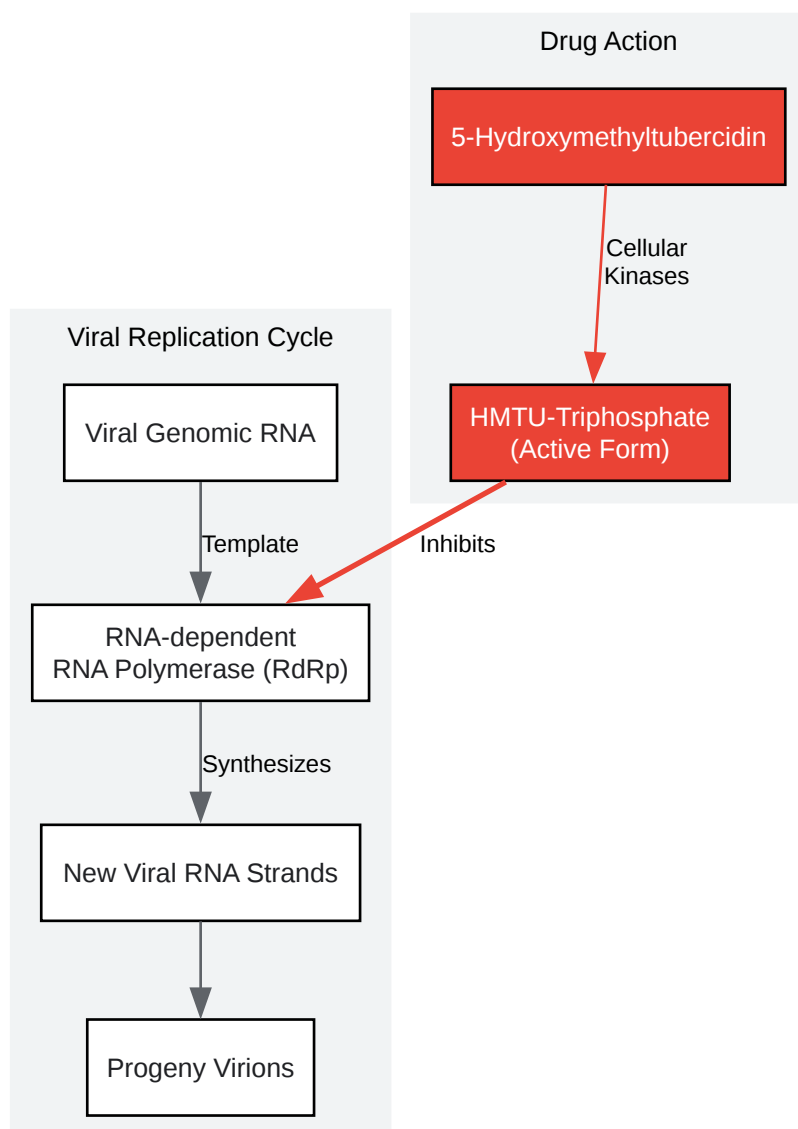 Drug Action
5-Hydroxymethyltubercidin
Cellular
Kinases
HMTU-Triphosphate
(Active Form)
Inhibits
Viral Replication Cycle
Viral Genomic RNA
Template
RNA-dependent
RNA Polymerase (RdRp)
Synthesizes
New Viral RNA Strands
Progeny Virions